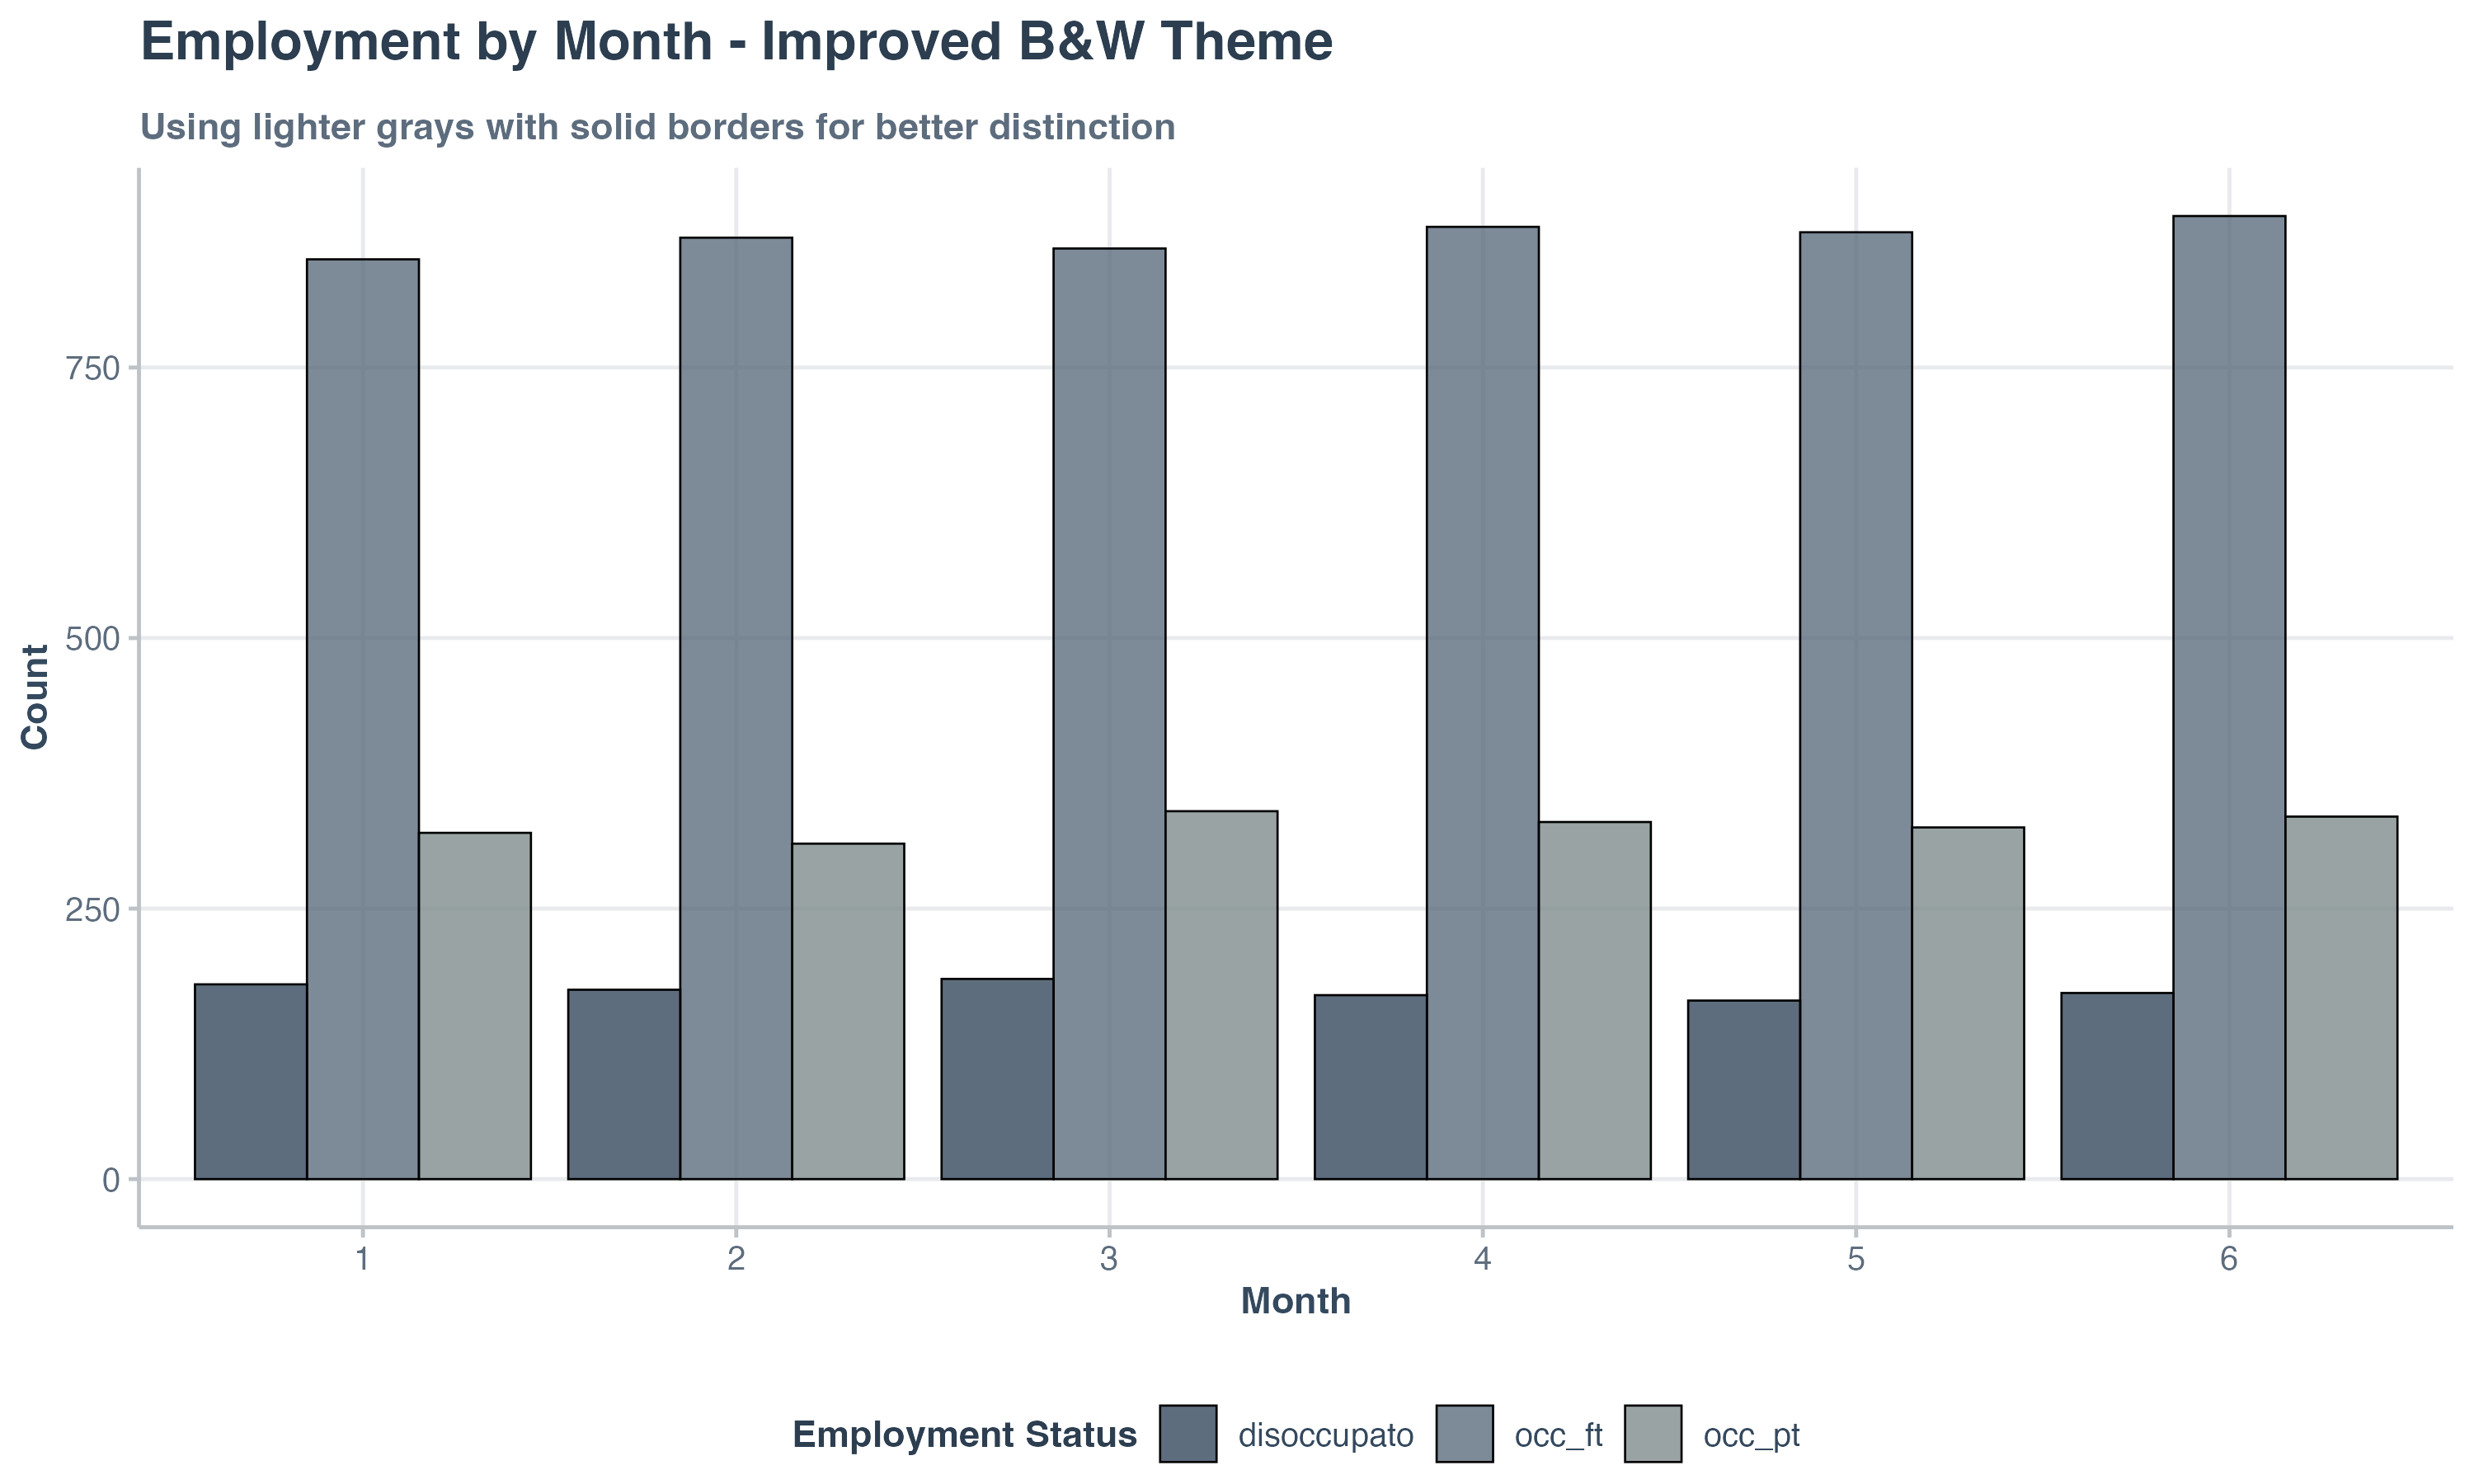 Employment by Month - Improved B&W Theme
Using lighter grays with solid borders for better distinction
750
500
250
0
Count
1 2 3 4 5 6
Month
Employment Status disoccupato occ_ft occ_pt